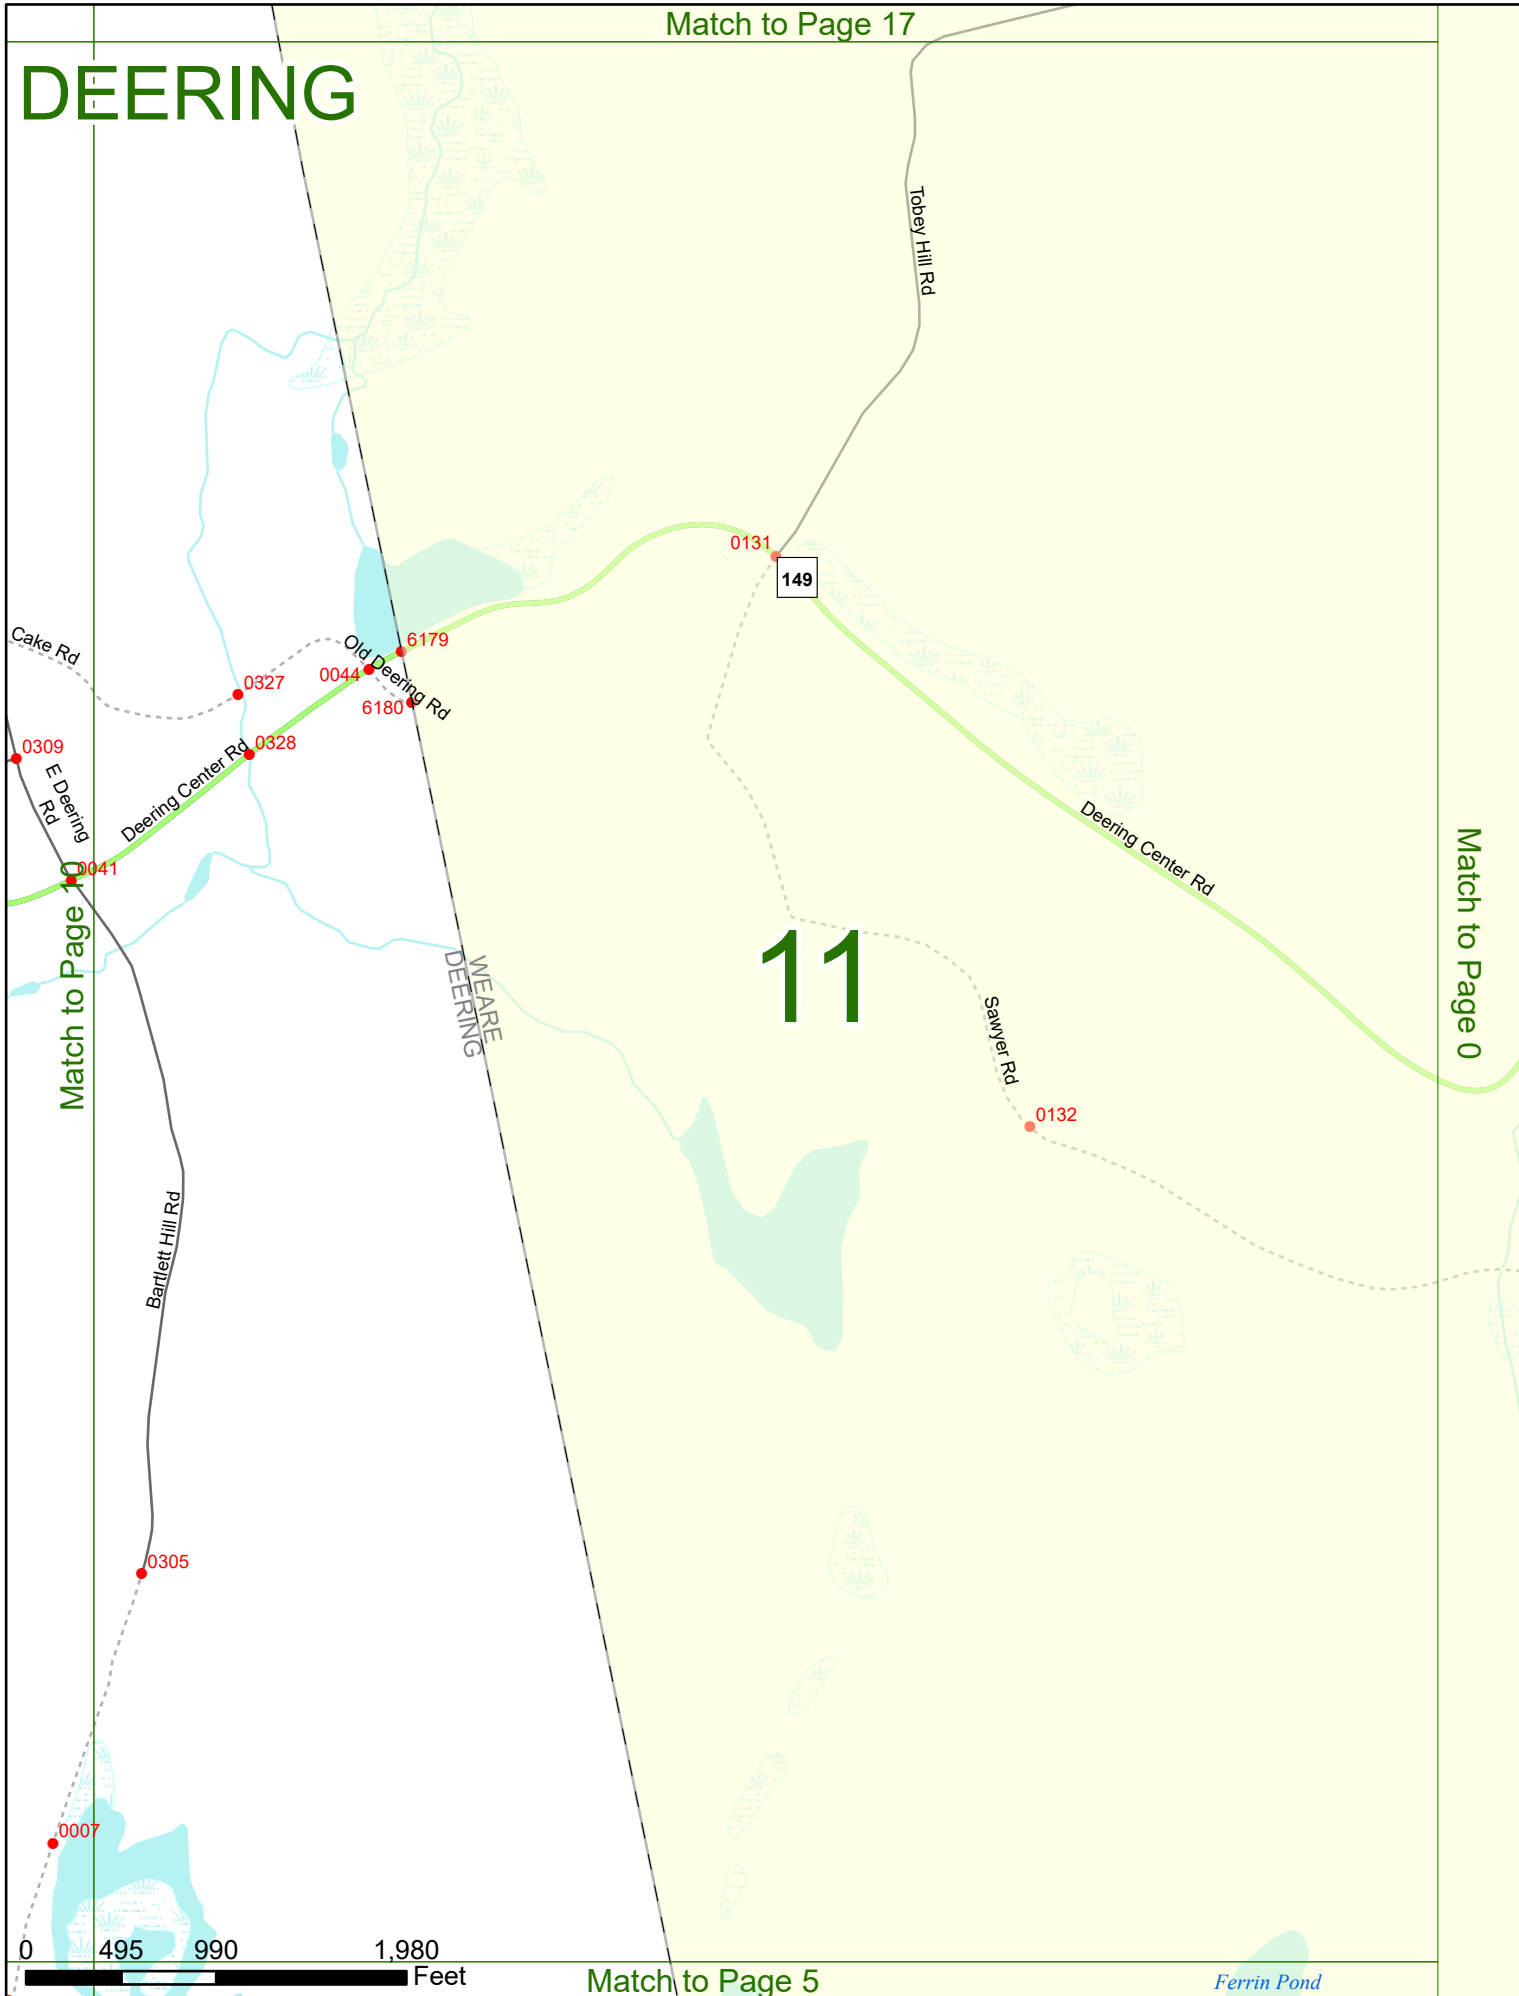 Match to Page 17
DEERING
Tobey Hill Rd
0131
149
Cake Rd
Old Deering Rd
6179
0044
0327
6180
0309
0328
E Deering
Rd
Deering Center Rd
0041
Match to Page 10
Deering Center Rd
Match to Page 0
11
WEARE
DEERING
Sawyer Rd
0132
Bartlett Hill Rd
0305
0007
0 495 990 1,980
Feet
Match to Page 5
Ferrin Pond